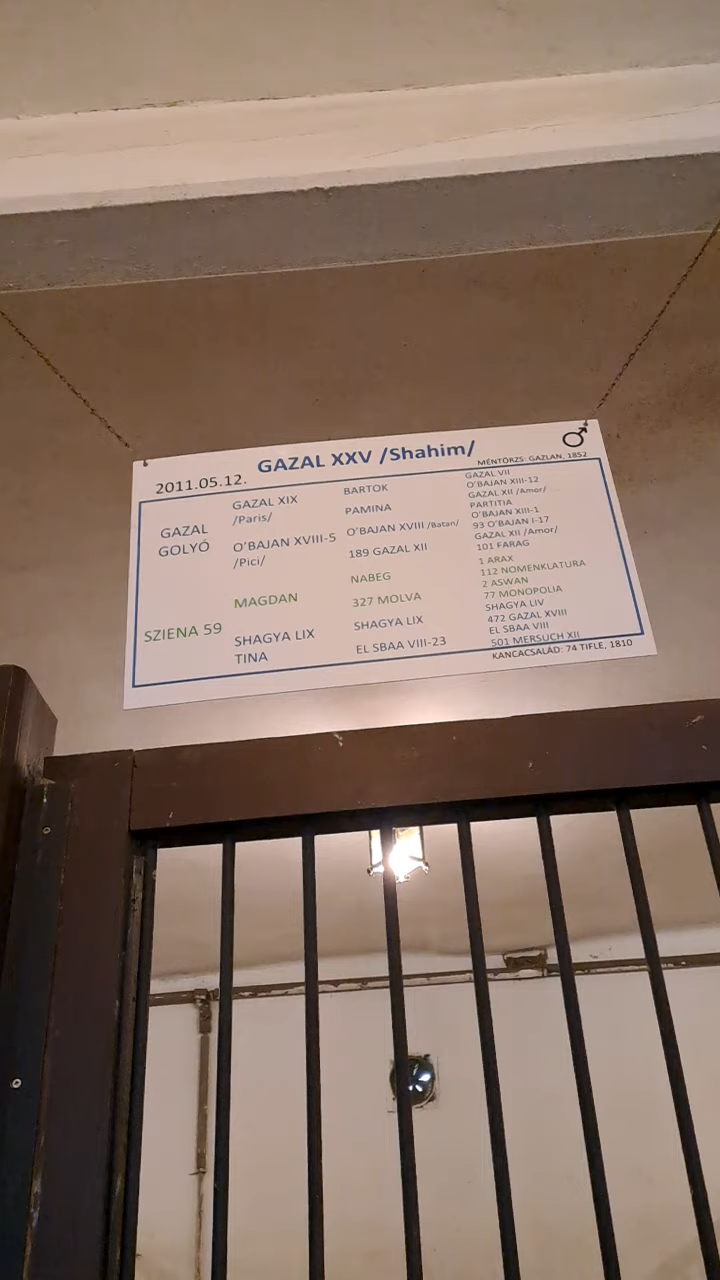 GAZAL XXV /Shahim/
2011.05.12.
MÉNTÖRZS: GAZLAN, 1852
GAZAL
GOLYÓ
SZIENA 59
GAZAL XIX
/Paris/
O'BAJAN XVIII-5
/Pici/
MAGDAN
SHAGYA LIX
TINA
BARTOK
PAMINA
O'BAJAN XVIII /Batan/
189 GAZAL XII
NABEG
327 MOLVA
SHAGYA LIX
EL SBAA VIII-23
GAZAL VII
O'BAJAN XIII-12
GAZAL XII /Amor/
PARTITIA
O'BAJAN XIII-1
93 O'BAJAN I-17
GAZAL XII /Amor/
101 FARAG
1 ARAX
112 NOMENKLATURA
2 ASWAN
77 MONOPOLIA
SHAGYA LIV
472 GAZAL XVIII
EL SBAA VIII
501 MERSUCH XII
KANCACSALÁD: 74 TIFLE, 1810